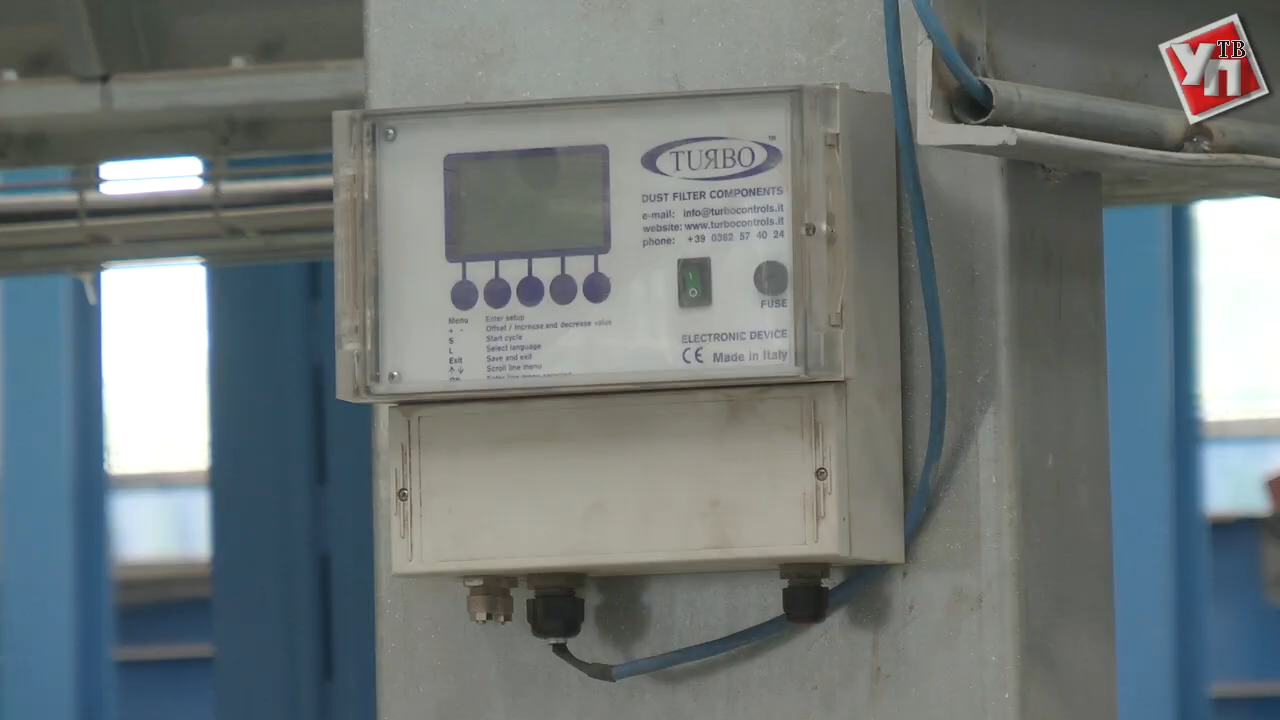 УП ТВ
TURBO ™
DUST FILTER COMPONENTS
e-mail: info@turbocontrols.it
website: www.turbocontrols.it
phone: +39 0362 57 40 24
FUSE
Menu Enter setup
+ - Offset / Increase and decrease value
S Start cycle
L Select language
Exit Save and exit
↑ ↓ Scroll line menu
ELECTRONIC DEVICE
CE Made in Italy